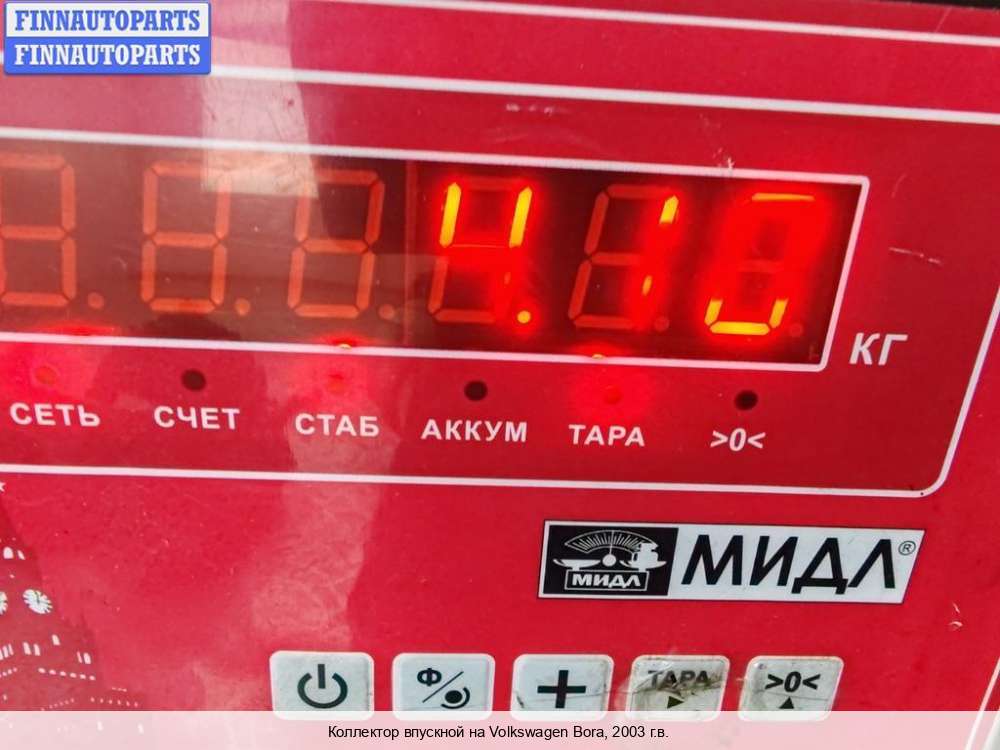 FINNAUTOPARTS
FINNAUTOPARTS
4.10
КГ
СЕТЬ СЧЕТ СТАБ АККУМ ТАРА >0<
МИДЛ МИДЛ®
Ф ТАРА >0<
Коллектор впускной на Volkswagen Bora, 2003 г.в.